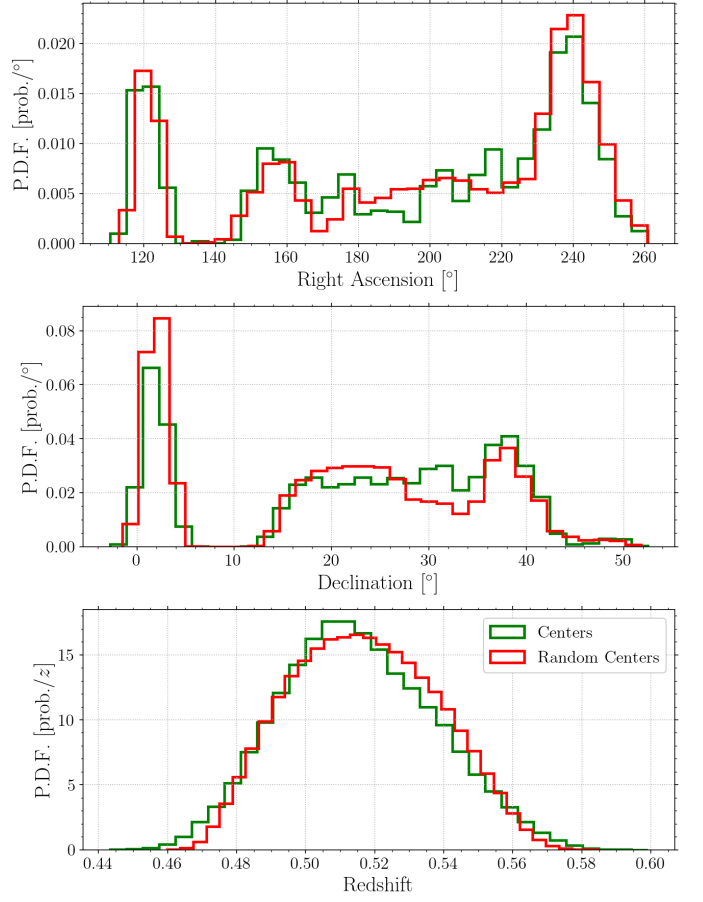 0.020
0.015
0.010
0.005
0.000
P.D.F. [prob./°]
120 140 160 180 200 220 240 260
Right Ascension [°]
0.08
0.06
0.04
0.02
0.00
P.D.F. [prob./°]
0 10 20 30 40 50
Declination [°]
15
10
5
0
P.D.F. [prob./z]
Centers
Random Centers
0.44 0.46 0.48 0.50 0.52 0.54 0.56 0.58 0.60
Redshift